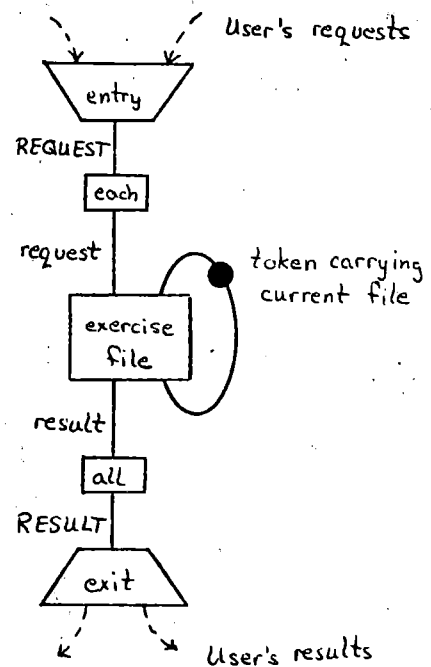 User's requests
entry
REQUEST
each
request
token carrying
current file
exercise
file
result
all
RESULT
exit
User's results